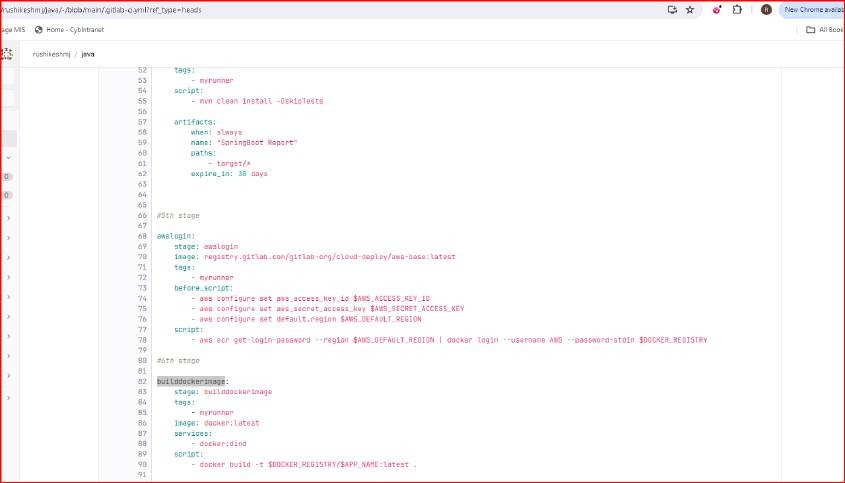 /rushikeshmj/java/-/blob/main/.gitlab-ci.yml?ref_type=heads
New Chrome availab
age MIS
Home - CybIntranet
All Book
rushikeshmj / java
52 tags:
53 - myrunner
54 script:
55 - mvn clean install -DskipTests
56
57 artifacts:
58 when: always
59 name: "SpringBoot Report"
60 paths:
61 - target/*
62 expire_in: 30 days
63
64
65
66 #5th stage
67
68 awslogin:
69 stage: awslogin
70 image: registry.gitlab.com/gitlab-org/cloud-deploy/aws-base:latest
71 tags:
72 - myrunner
73 before_script:
74 - aws configure set aws_access_key_id $AWS_ACCESS_KEY_ID
75 - aws configure set aws_secret_access_key $AWS_SECRET_ACCESS_KEY
76 - aws configure set default.region $AWS_DEFAULT_REGION
77 script:
78 - aws ecr get-login-password --region $AWS_DEFAULT_REGION | docker login --username AWS --password-stdin $DOCKER_REGISTRY
79
80 #6th stage
81
82 builddockerimage:
83 stage: builddockerimage
84 tags:
85 - myrunner
86 image: docker:latest
87 services:
88 - docker:dind
89 script:
90 - docker build -t $DOCKER_REGISTRY/$APP_NAME:latest .
91
0
0